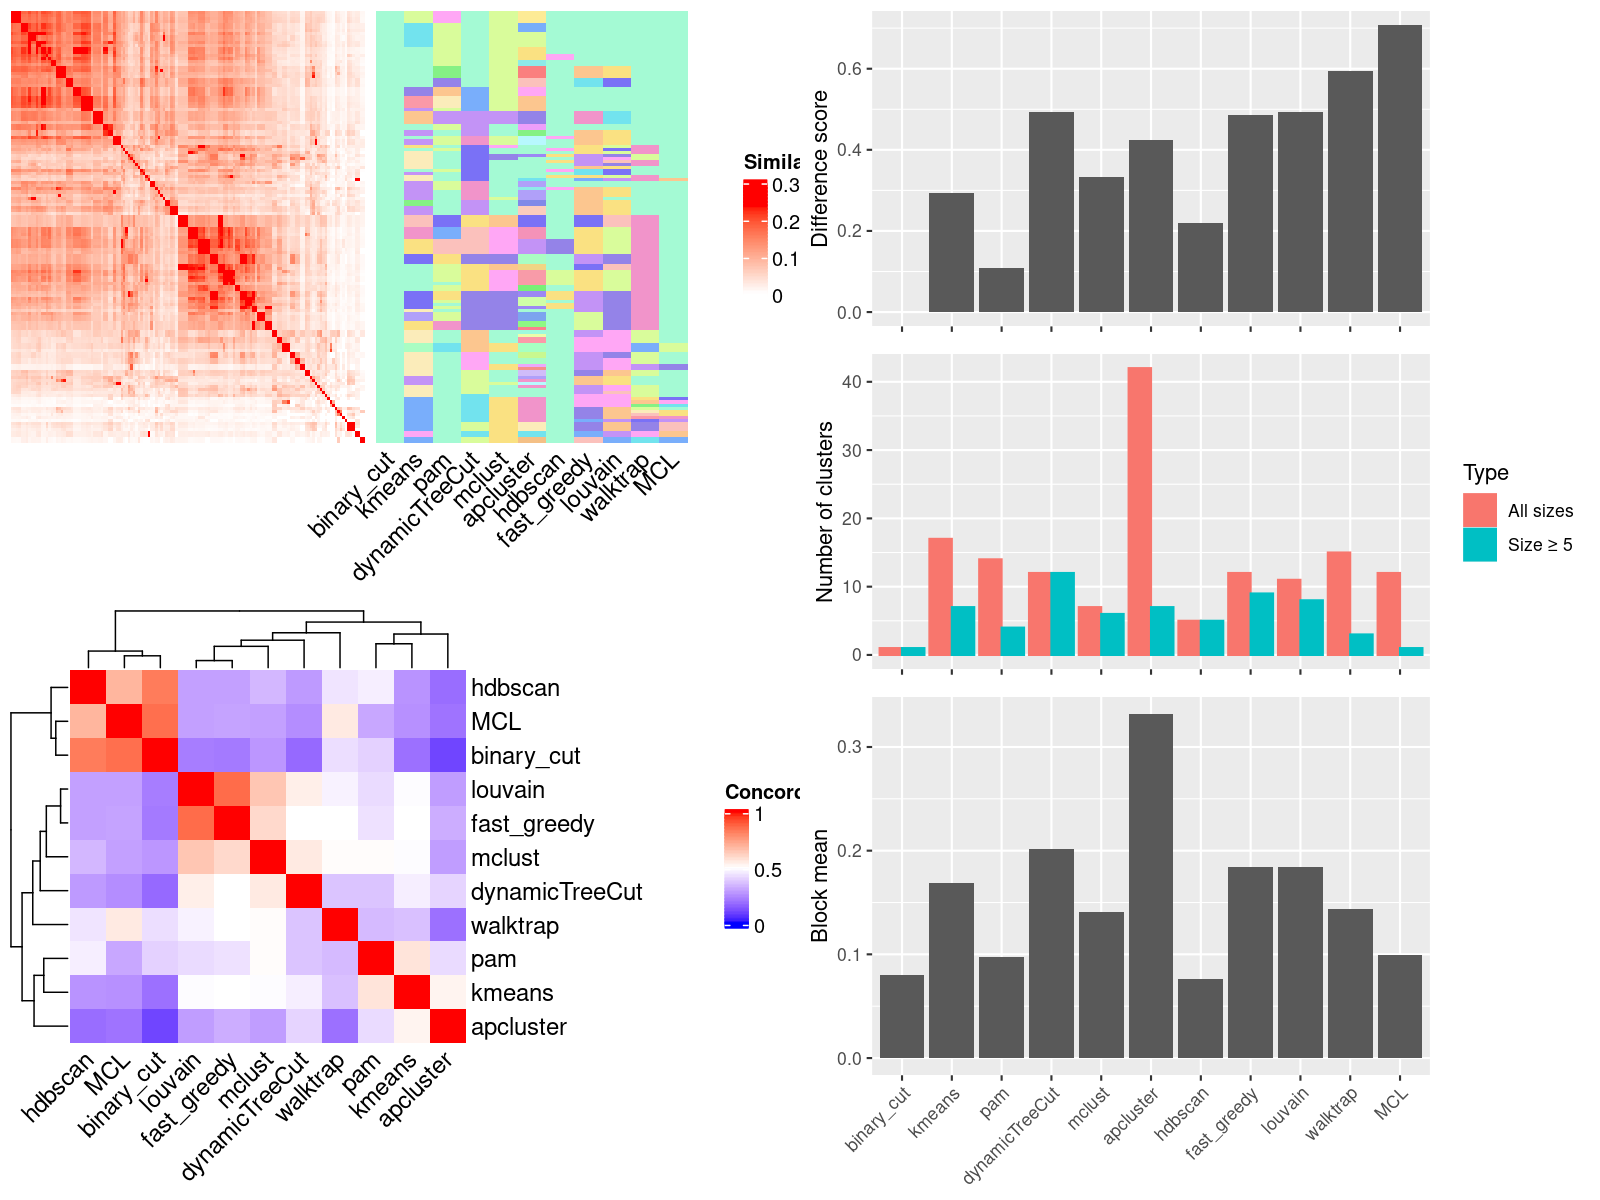 Simila
0.3
0.2
0.1
0
binary_cut
kmeans
pam
dynamicTreeCut
mclust
apcluster
hdbscan
fast_greedy
louvain
walktrap
MCL
hdbscan
MCL
binary_cut
louvain
fast_greedy
mclust
dynamicTreeCut
walktrap
pam
kmeans
apcluster
hdbscan
MCL
binary_cut
louvain
fast_greedy
mclust
dynamicTreeCut
walktrap
pam
kmeans
apcluster
Concord
1
0.5
0
Difference score
0.6
0.4
0.2
0.0
Number of clusters
40
30
20
10
0
Type
All sizes
Size ≥ 5
Block mean
0.3
0.2
0.1
0.0
binary_cut
kmeans
pam
dynamicTreeCut
mclust
apcluster
hdbscan
fast_greedy
louvain
walktrap
MCL